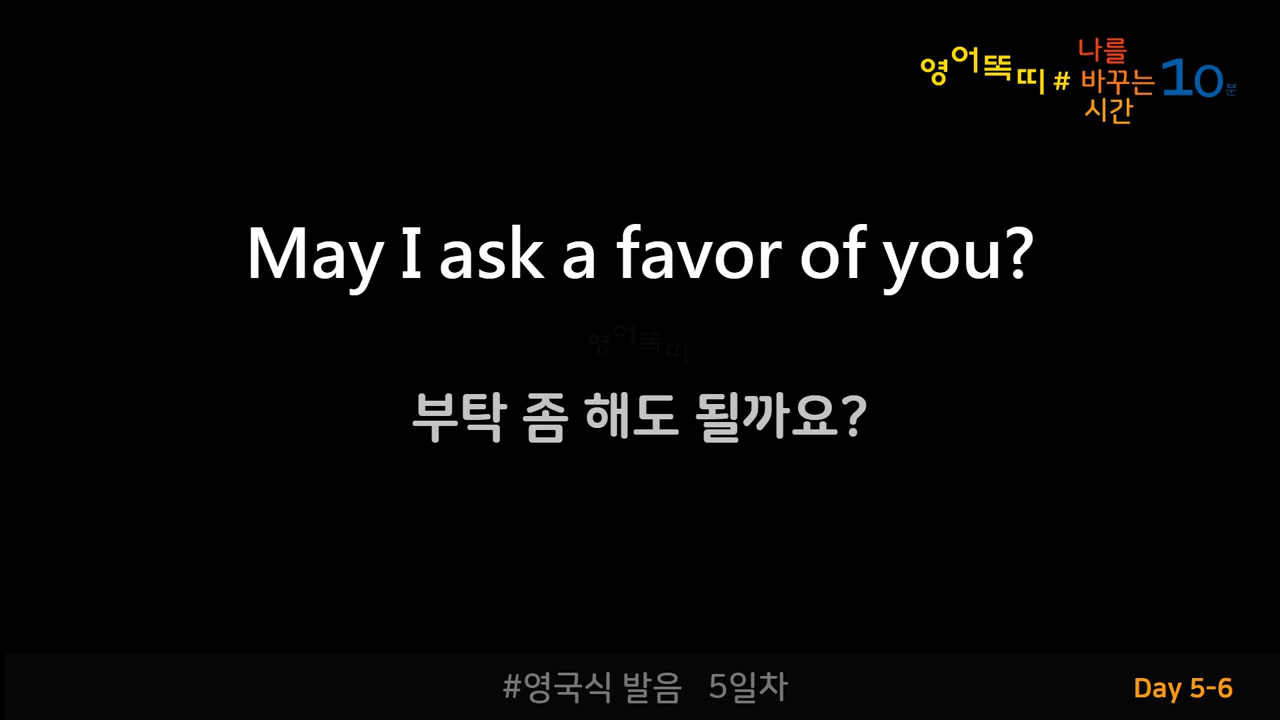 영어똑띠 # 나를 바꾸는 시간 10분
May I ask a favor of you?
영어똑띠
부탁 좀 해도 될까요?
#영국식 발음 5일차
Day 5-6